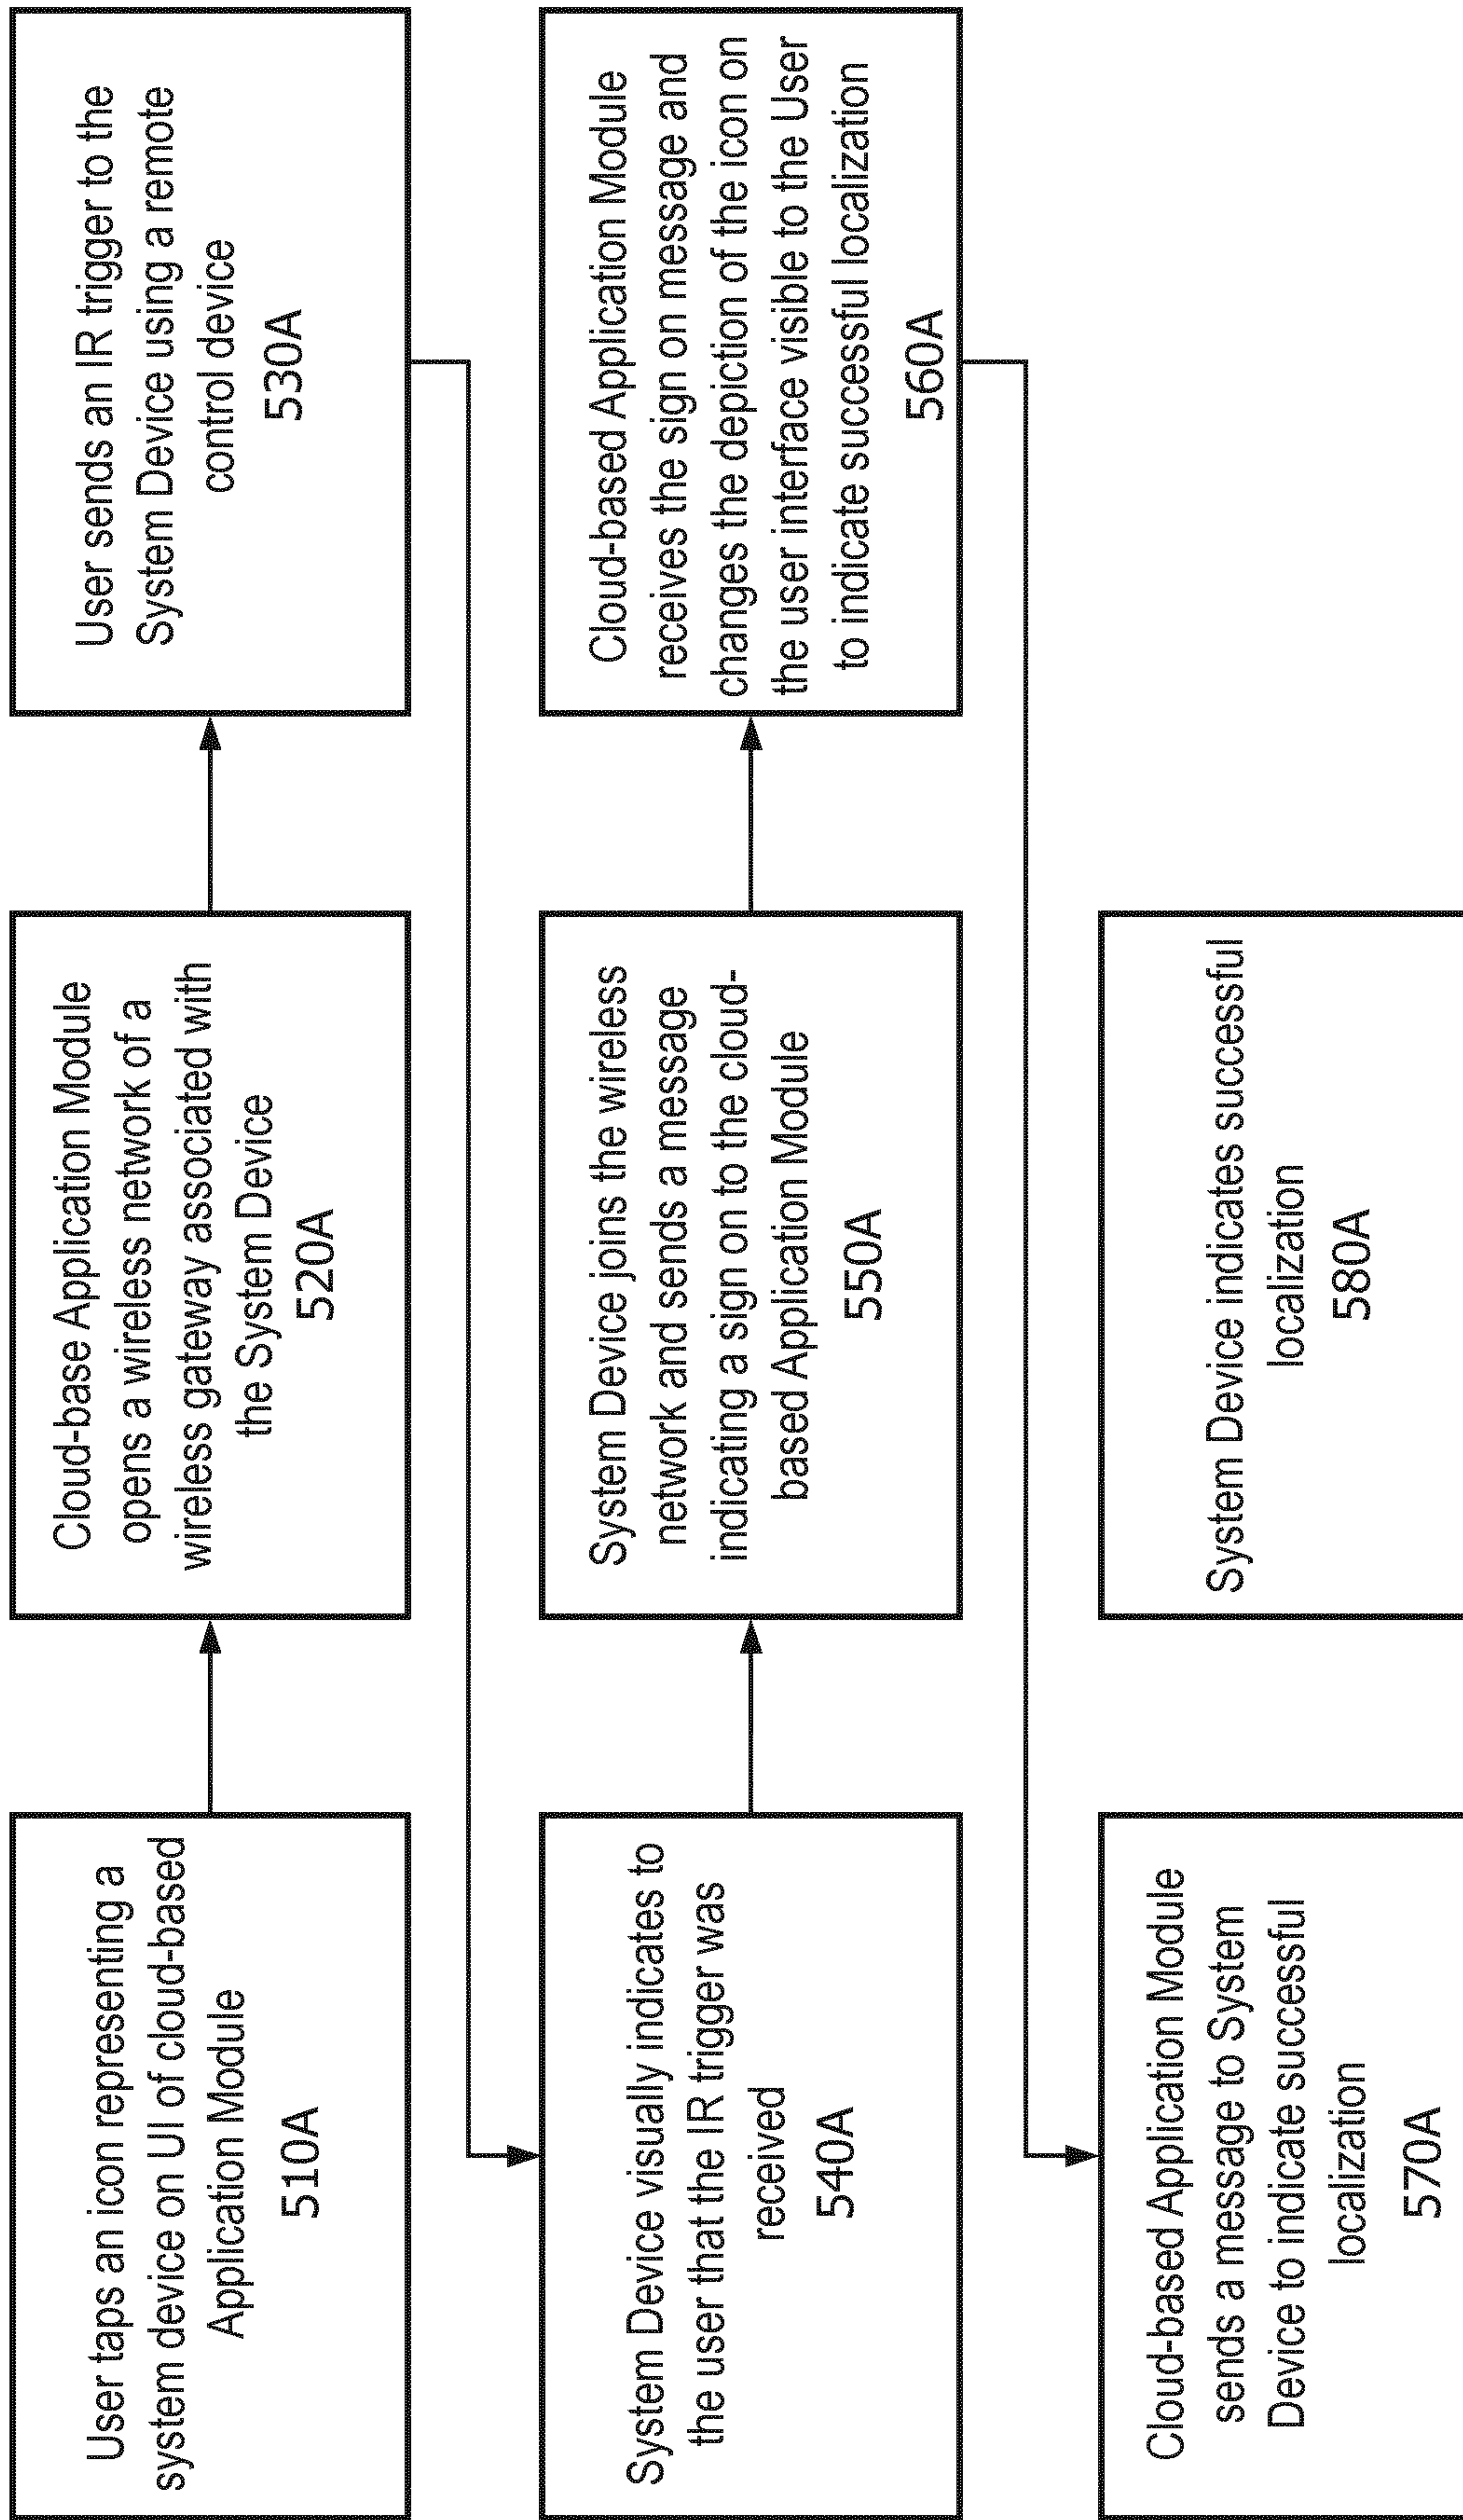 User taps an icon representing a
system device on UI of cloud-based
Application Module
510A
Cloud-base Application Module
opens a wireless network of a
wireless gateway associated with
the System Device
520A
User sends an IR trigger to the
System Device using a remote
control device
530A
System Device visually indicates to
the user that the IR trigger was
received
540A
System Device joins the wireless
network and sends a message
indicating a sign on to the cloud-
based Application Module
550A
Cloud-based Application Module
receives the sign on message and
changes the depiction of the icon on
the user interface visible to the User
to indicate successful localization
560A
Cloud-based Application Module
sends a message to System
Device to indicate successful
localization
570A
System Device indicates successful
localization
580A